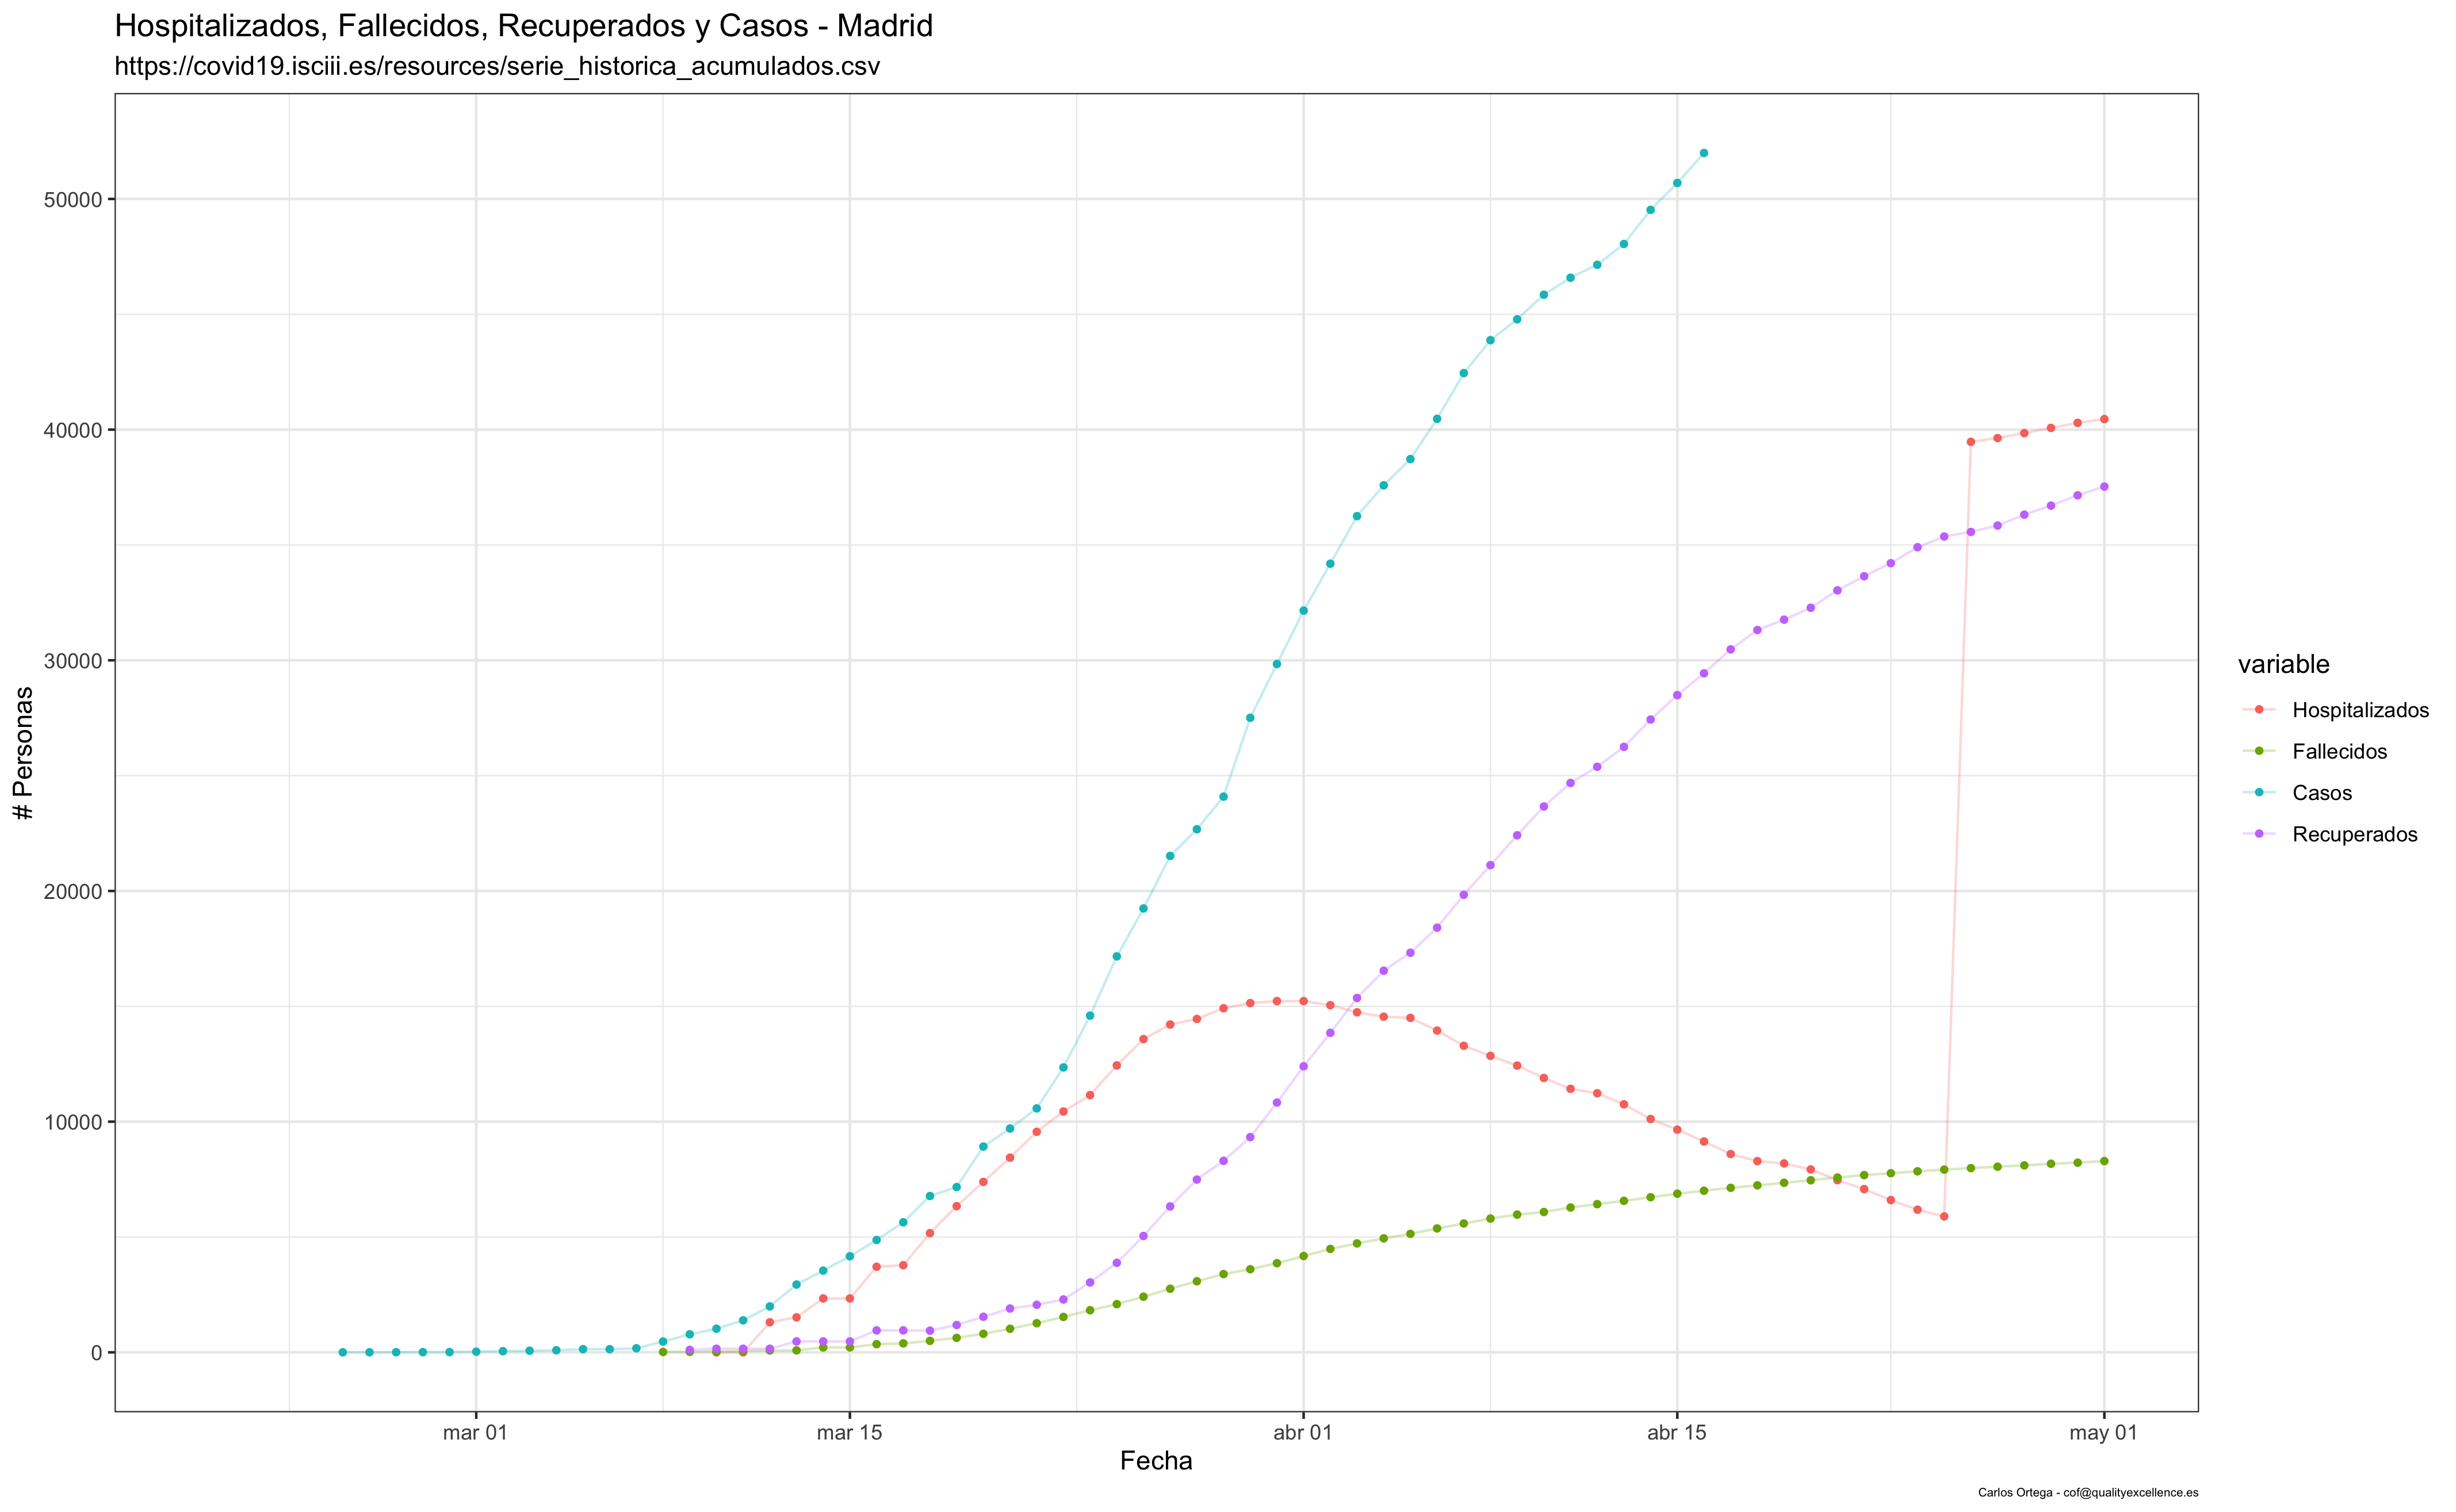 Hospitalizados, Fallecidos, Recuperados y Casos - Madrid
https://covid19.isciii.es/resources/serie_historica_acumulados.csv
# Personas
50000
40000
30000
20000
10000
0
mar 01
mar 15
abr 01
abr 15
may 01
Fecha
variable
Hospitalizados
Fallecidos
Casos
Recuperados
Carlos Ortega - cof@qualityexcellence.es